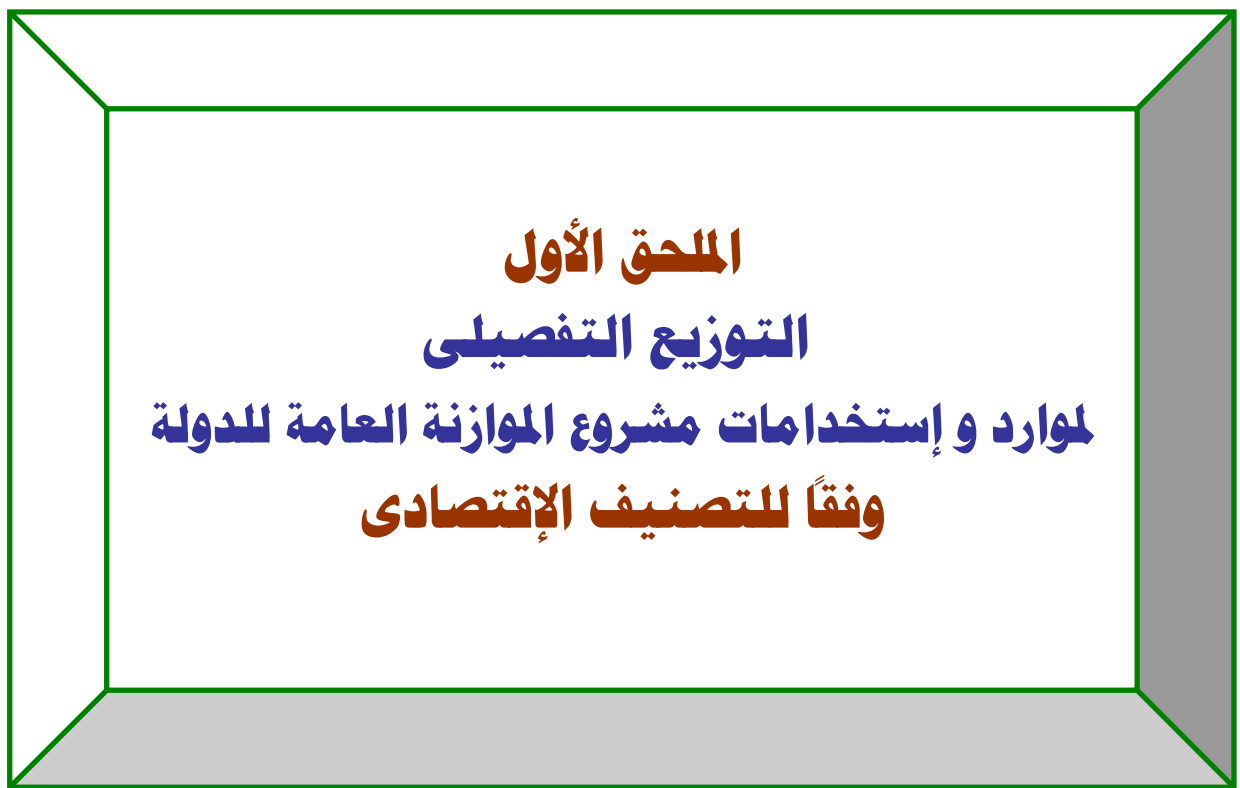 الملحق الأول
التوزيع التفصيلى
لموارد و إستخدامات مشروع الموازنة العامة للدولة
وفقاً للتصنيف الإقتصادى